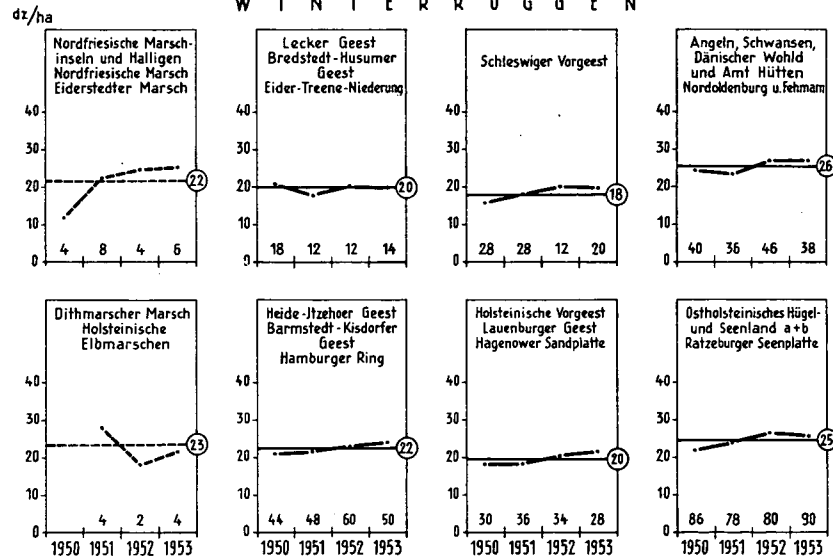 WINTERRÜGGEN
dz/ha
Nordfriesische Marsch-
inseln und Halligen
Nordfriesische Marsch
Eiderstedter Marsch
40
30
20
10
0
22
4 8 4 6
Lecker Geest
Bredstedt-Husumer
Geest
Eider-Treene-Niederung
20
18 12 12 14
Schleswiger Vorgeest
40
30
20
10
0
18
28 28 12 20
1950 1951 1952 1953
Angeln, Schwansen,
Dänischer Wohld
und Amt Hütten
Nordoldenburg u. Fehmarn
40
30
20
10
0
26
40 36 46 38
Dithmarscher Marsch
Holsteinische
Elbmarschen
40
30
20
10
0
23
4 2 4
1950 1951 1952 1953
Heide-Jtzehoer Geest
Barmstedt-Kisdorfer
Geest
Hamburger Ring
40
30
20
10
0
22
44 48 60 50
1950 1951 1952 1953
Holsteinische Vorgeest
Lauenburger Geest
Hagenower Sandplatte
40
30
20
10
0
20
30 36 34 28
1950 1951 1952 1953
Ostholsteinisches Hügel-
und Seenland a+b
Ratzeburger Seenplatte
40
30
20
10
0
25
86 78 80 90
1950 1951 1952 1953